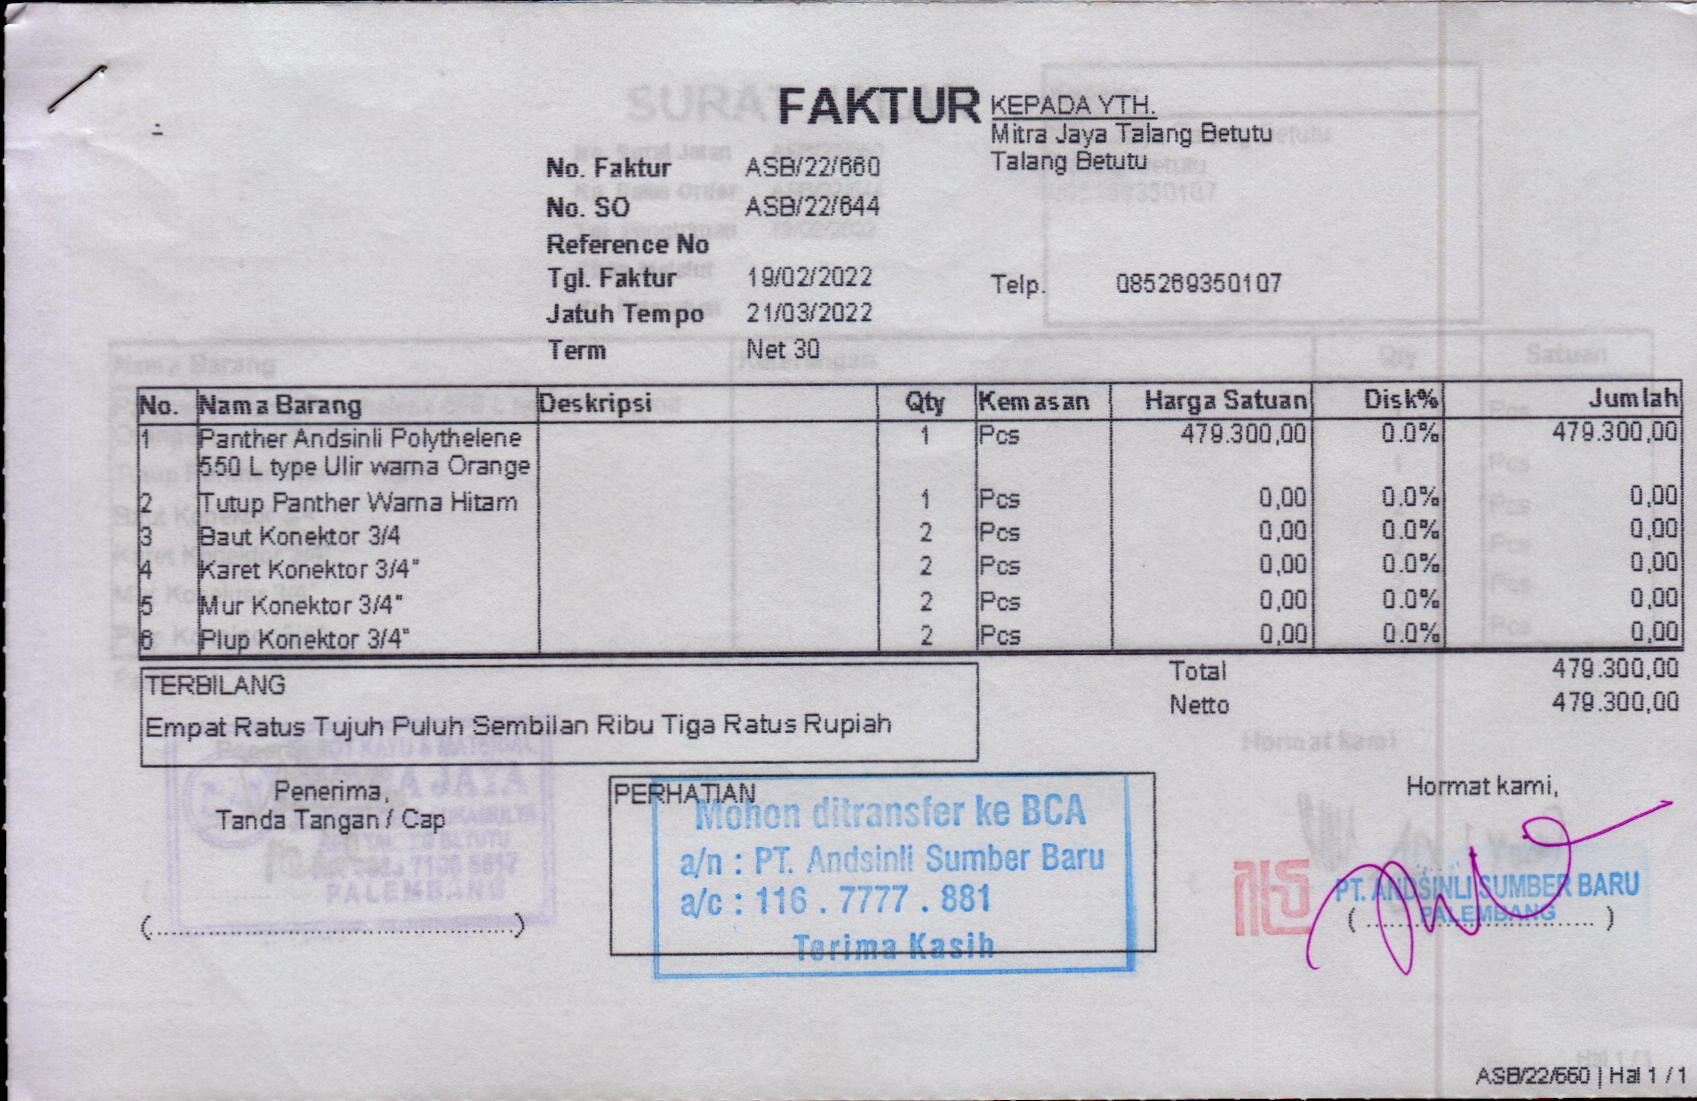 FAKTUR
KEPADA YTH.
Mitra Jaya Talang Betutu
Talang Betutu
No. Faktur ASB/22/660
No. SO ASB/22/644
Reference No
Tgl. Faktur 19/02/2022
Telp. 085269350107
Jatuh Tempo 21/03/2022
Term Net 30
No. Nama Barang Deskripsi Qty Kemasan Harga Satuan Disk% Jumlah
1 Panther Andsinli Polythelene 1 Pcs 479.300,00 0.0% 479.300,00
550 L type Ulir warna Orange
2 Tutup Panther Warna Hitam 1 Pcs 0,00 0.0% 0,00
3 Baut Konektor 3/4 2 Pcs 0,00 0.0% 0,00
4 Karet Konektor 3/4" 2 Pcs 0,00 0.0% 0,00
5 Mur Konektor 3/4" 2 Pcs 0,00 0.0% 0,00
6 Plup Konektor 3/4" 2 Pcs 0,00 0.0% 0,00
Total 479.300,00
Netto 479.300,00
TERBILANG
Empat Ratus Tujuh Puluh Sembilan Ribu Tiga Ratus Rupiah
Penerima,
Tanda Tangan / Cap
(......................................................)
PERHATIAN
Mohon ditransfer ke BCA
a/n : PT. Andsinli Sumber Baru
a/c : 116 . 7777 . 881
Terima Kasih
Hormat kami,
PT. ANDSINLI SUMBER BARU
PALEMBANG
( .................................. )
ASB/22/660 | Hal 1 / 1